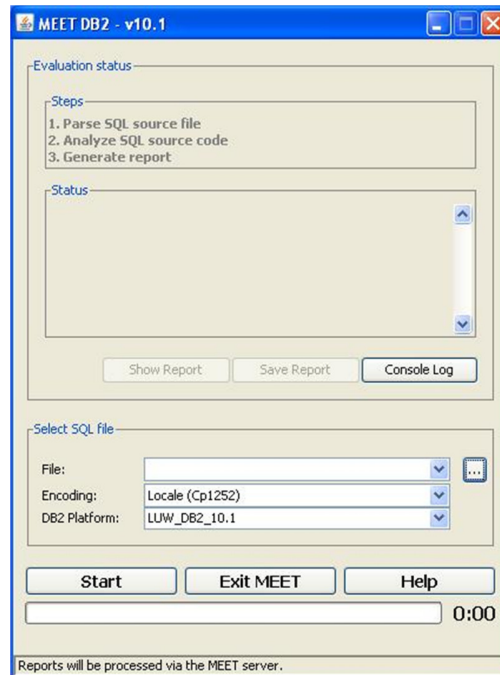 MEET DB2 - v10.1
Evaluation status
Steps
1. Parse SQL source file
2. Analyze SQL source code
3. Generate report
Status
Show Report Save Report Console Log
Select SQL file
File: ...
Encoding: Locale (Cp1252)
DB2 Platform: LUW_DB2_10.1
Start Exit MEET Help
0:00
Reports will be processed via the MEET server.